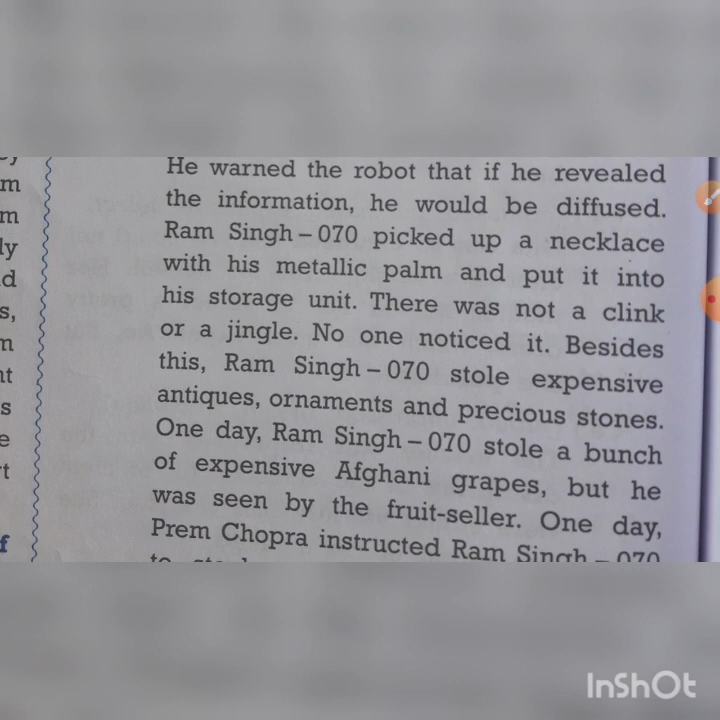 m
m
ly
d
s,
m
nt
s
e
t
f
He warned the robot that if he revealed
the information, he would be diffused.
Ram Singh – 070 picked up a necklace
with his metallic palm and put it into
his storage unit. There was not a clink
or a jingle. No one noticed it. Besides
this, Ram Singh – 070 stole expensive
antiques, ornaments and precious stones.
One day, Ram Singh – 070 stole a bunch
of expensive Afghani grapes, but he
was seen by the fruit-seller. One day,
Prem Chopra instructed Ram Singh – 070
InShOt